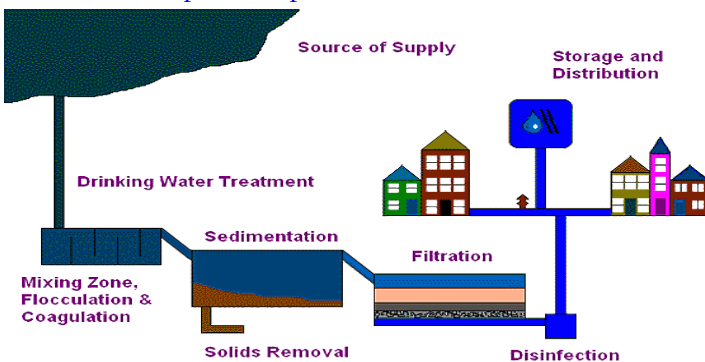 Source of Supply
Storage and
Distribution
Drinking Water Treatment
Sedimentation
Filtration
Mixing Zone,
Flocculation &
Coagulation
Solids Removal
Disinfection